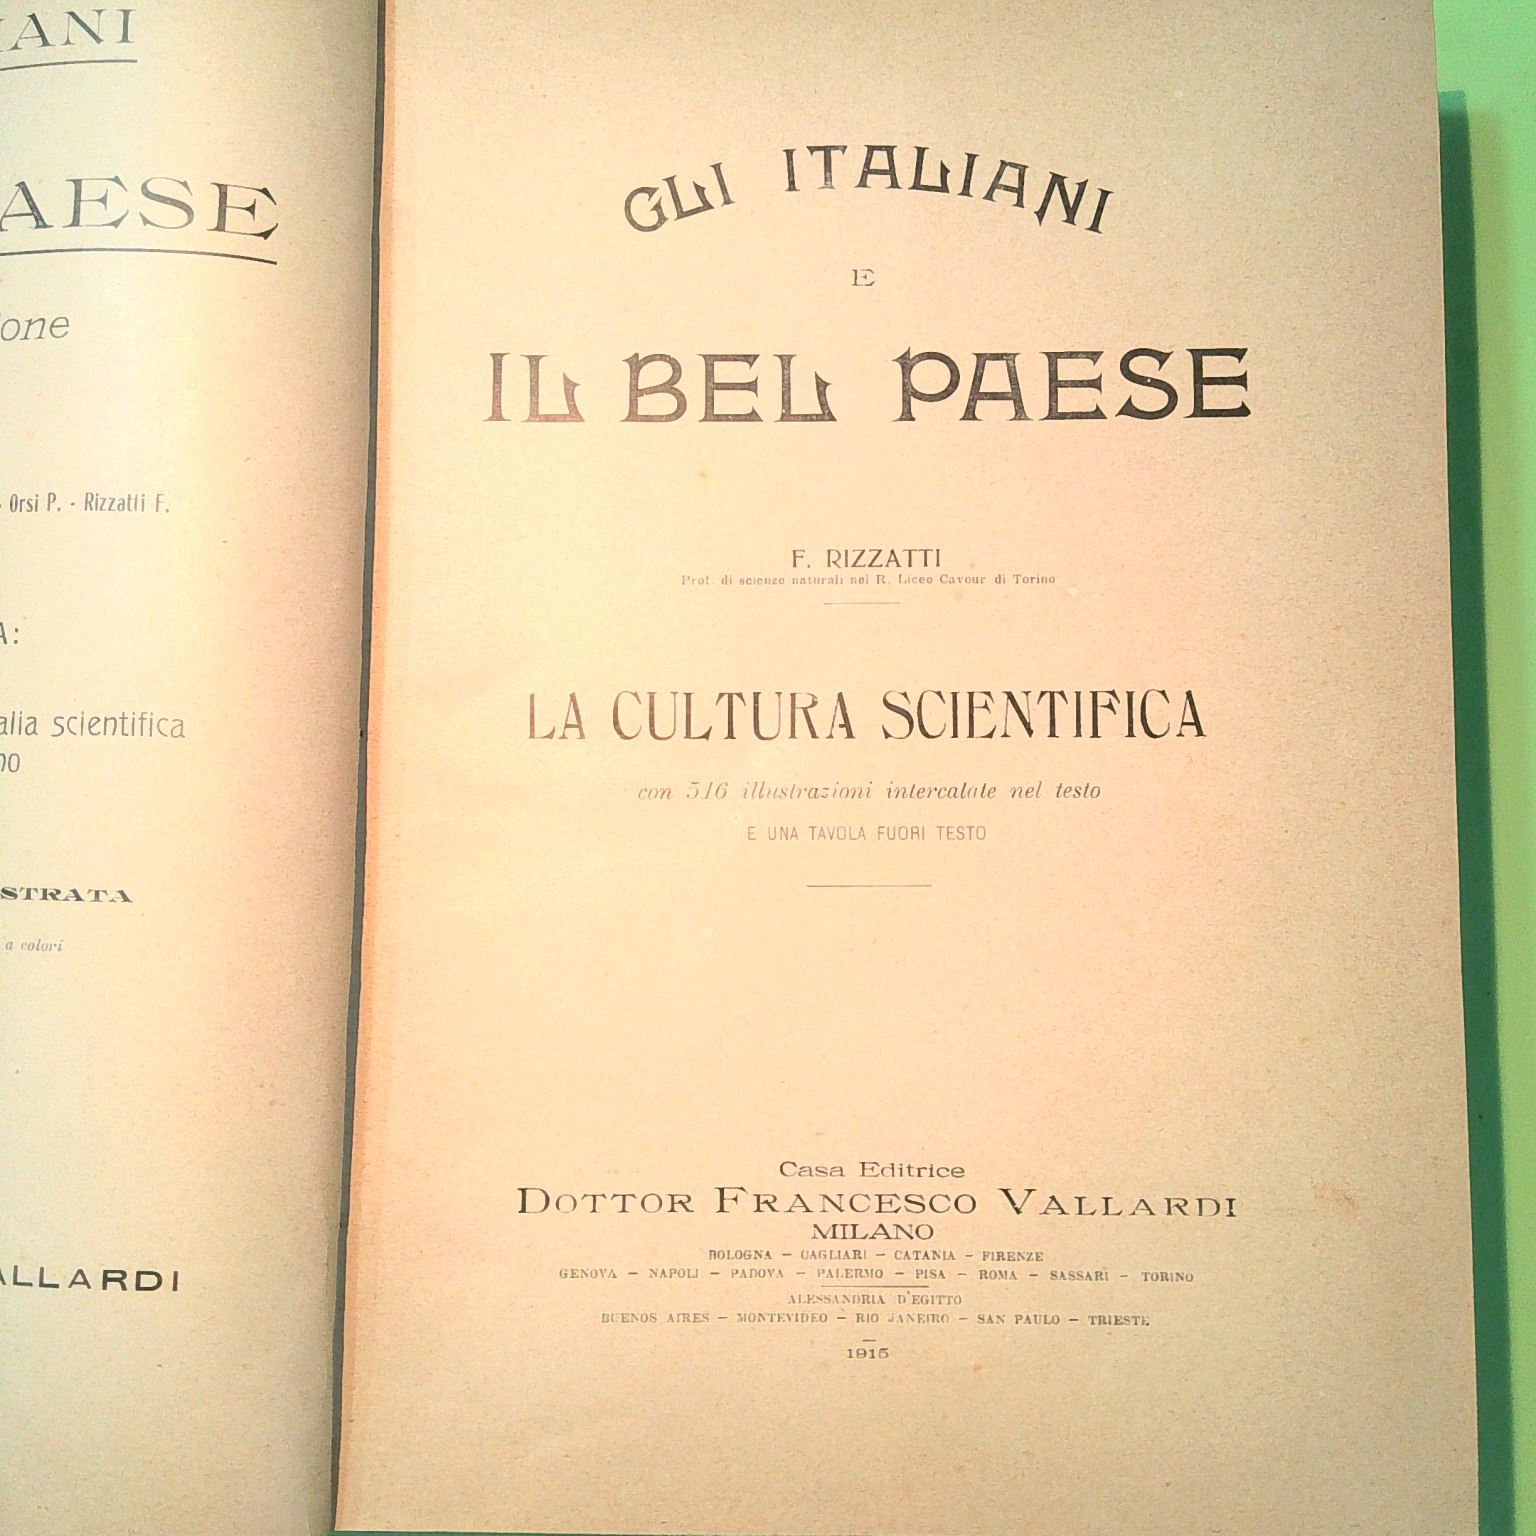 IANI
AESE
one
Orsi P. - Rizzatti F.
A:
alia scientifica
no
STRATA
a colori
ALLARDI
GLI ITALIANI
E
IL BEL PAESE
F. RIZZATTI
Prof. di scienze naturali nel R. Liceo Cavour di Torino
LA CULTURA SCIENTIFICA
con 516 illustrazioni intercalate nel testo
E UNA TAVOLA FUORI TESTO
Casa Editrice
DOTTOR FRANCESCO VALLARDI
MILANO
BOLOGNA – CAGLIARI – CATANIA – FIRENZE
GENOVA – NAPOLI – PADOVA – PALERMO – PISA – ROMA – SASSARI – TORINO
ALESSANDRIA D'EGITTO
BUENOS AIRES – MONTEVIDEO – RIO JANEIRO – SAN PAULO – TRIESTE
1915